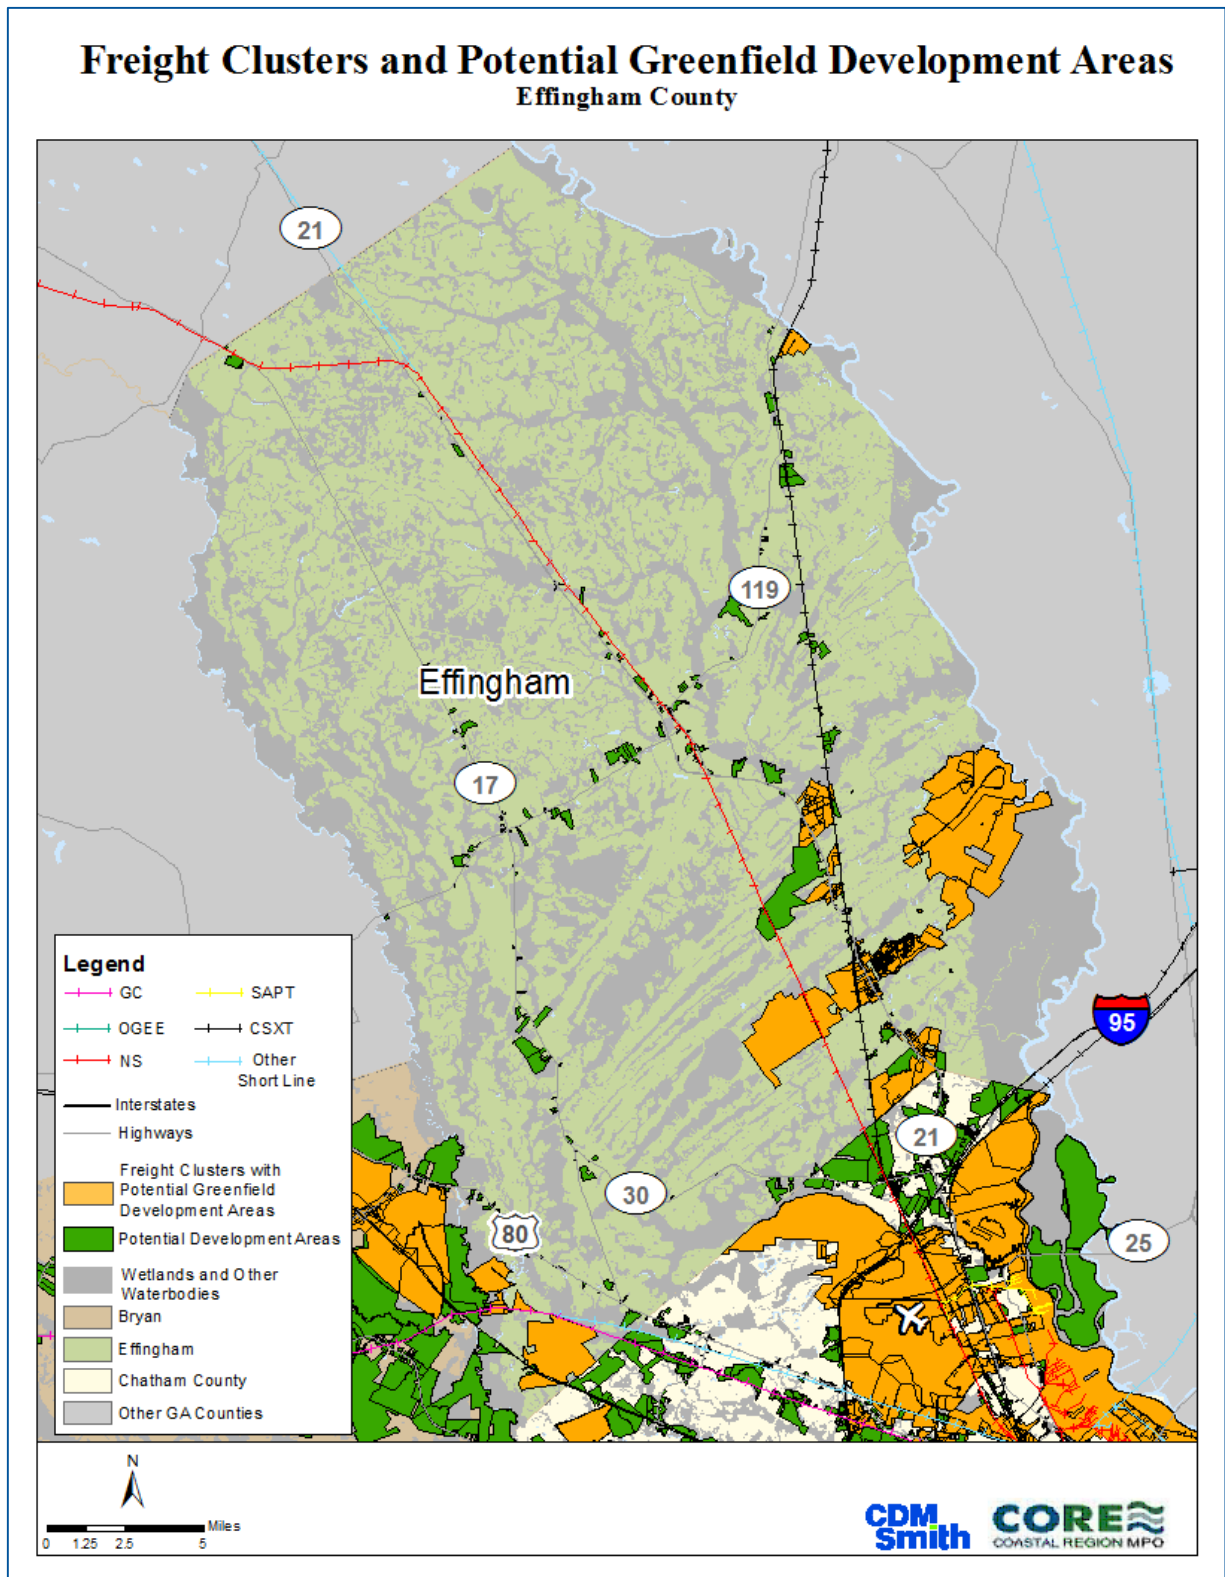 Freight Clusters and Potential Greenfield Development Areas
Effingham County
21
119
Effingham
17
95
21
30
80
25
Legend
GC
SAPT
OGEE
CSXT
NS
Other
Short Line
Interstates
Highways
Freight Clusters with
Potential Greenfield
Development Areas
Potential Development Areas
Wetlands and Other
Waterbodies
Bryan
Effingham
Chatham County
Other GA Counties
N
Miles
0 1.25 2.5 5
CDM
Smith
CORE
COASTAL REGION MPO